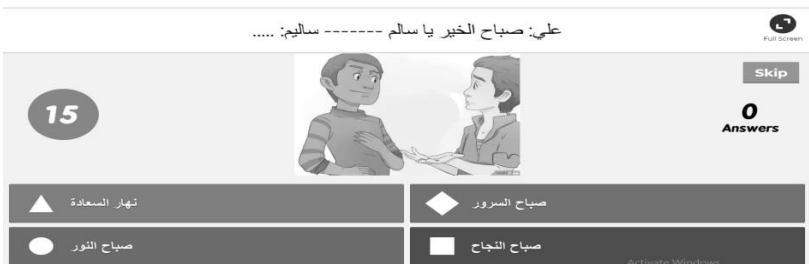 علي: صباح الخير يا سالم ------- ساليم: .....
Full Screen
Skip
15
0
Answers
نهار السعادة
صباح السرور
صباح النور
صباح النجاح
Activate Windows